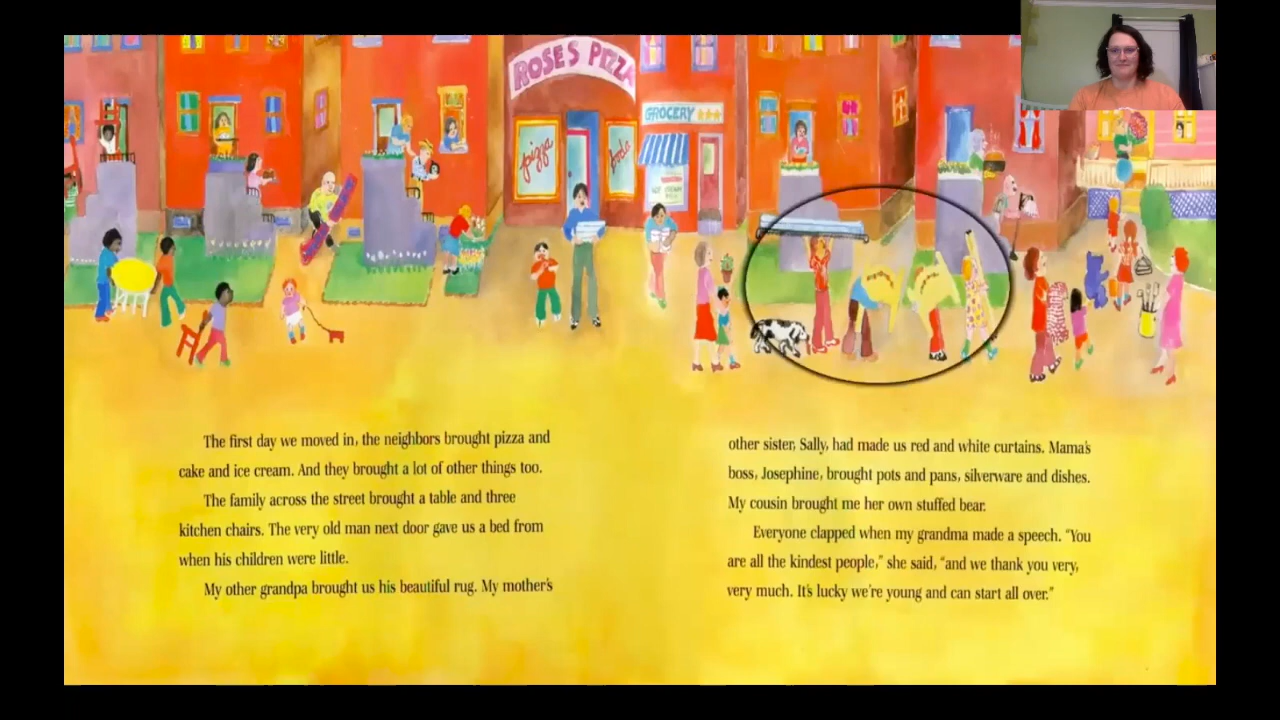 ROSE'S PIZZA
GROCERY
pizza
soda
The first day we moved in, the neighbors brought pizza and
cake and ice cream. And they brought a lot of other things too.
The family across the street brought a table and three
kitchen chairs. The very old man next door gave us a bed from
when his children were little.
My other grandpa brought us his beautiful rug. My mother's
other sister, Sally, had made us red and white curtains. Mama's
boss, Josephine, brought pots and pans, silverware and dishes.
My cousin brought me her own stuffed bear.
Everyone clapped when my grandma made a speech. "You
are all the kindest people," she said, "and we thank you very,
very much. It's lucky we're young and can start all over."